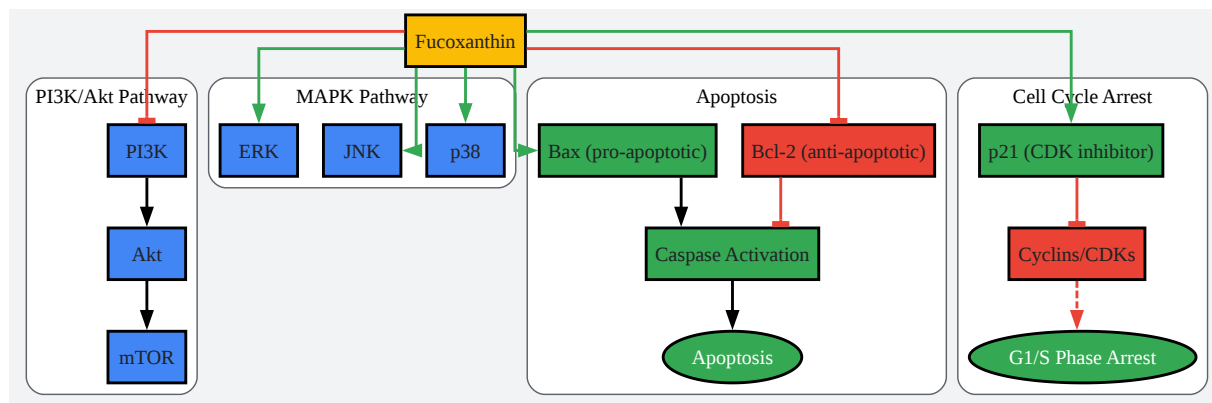 Fucoxanthin
PI3K/Akt Pathway
MAPK Pathway
Apoptosis
Cell Cycle Arrest
PI3K
ERK
JNK
p38
Bax (pro-apoptotic)
Bcl-2 (anti-apoptotic)
p21 (CDK inhibitor)
Akt
Caspase Activation
Cyclins/CDKs
mTOR
Apoptosis
G1/S Phase Arrest